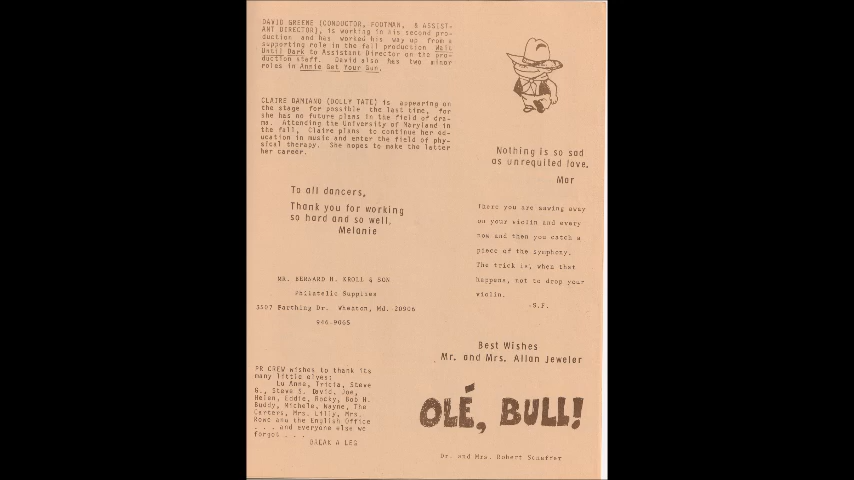 DAVID GREENE (CONDUCTOR, FOOTMAN, & ASSIST-
ANT DIRECTOR), is working in his second pro-
duction and has worked his way up from a
supporting role in the fall production Wait
Until Dark to Assistant Director on the pro-
duction staff. David also has two minor
roles in Annie Get Your Gun.
CLAIRE DAMIANO (DOLLY TATE) is appearing on
the stage for possible the last time, for
she has no future plans in the field of dra-
ma. Attending the University of Maryland in
the fall, Claire plans to continue her ed-
ucation in music and enter the field of phy-
sical therapy. She hopes to make the latter
her career.
To all dancers,
Thank you for working
so hard and so well.
Melanie
MR. BERNARD H. KROLL & SON
Philatelic Supplies
Farthing Dr. Wheaton, Md. 20906
PR CREW wishes to thank its
many little elves:
Lu Anne, Tricia, Steve
G., Steve S. David, Joe,
Helen, Eddie, Rocky, Bob H.
Buddy, Michele, Wayne, The
Carters, Mrs. Lilly, Mrs.
Rowe and the English Office
. . . and everyone else we
forgot . . .
BREAK A LEG
Nothing is so sad
as unrequited love.
Mar
There you are sawing away
on your violin and every
now and then you catch a
piece of the symphony.
The trick is, when that
happens, not to drop your
violin.
-S.F.
Best Wishes
Mr. and Mrs. Allan Jeweler
OLÉ, BULL!
Dr. and Mrs. Robert Stauffer